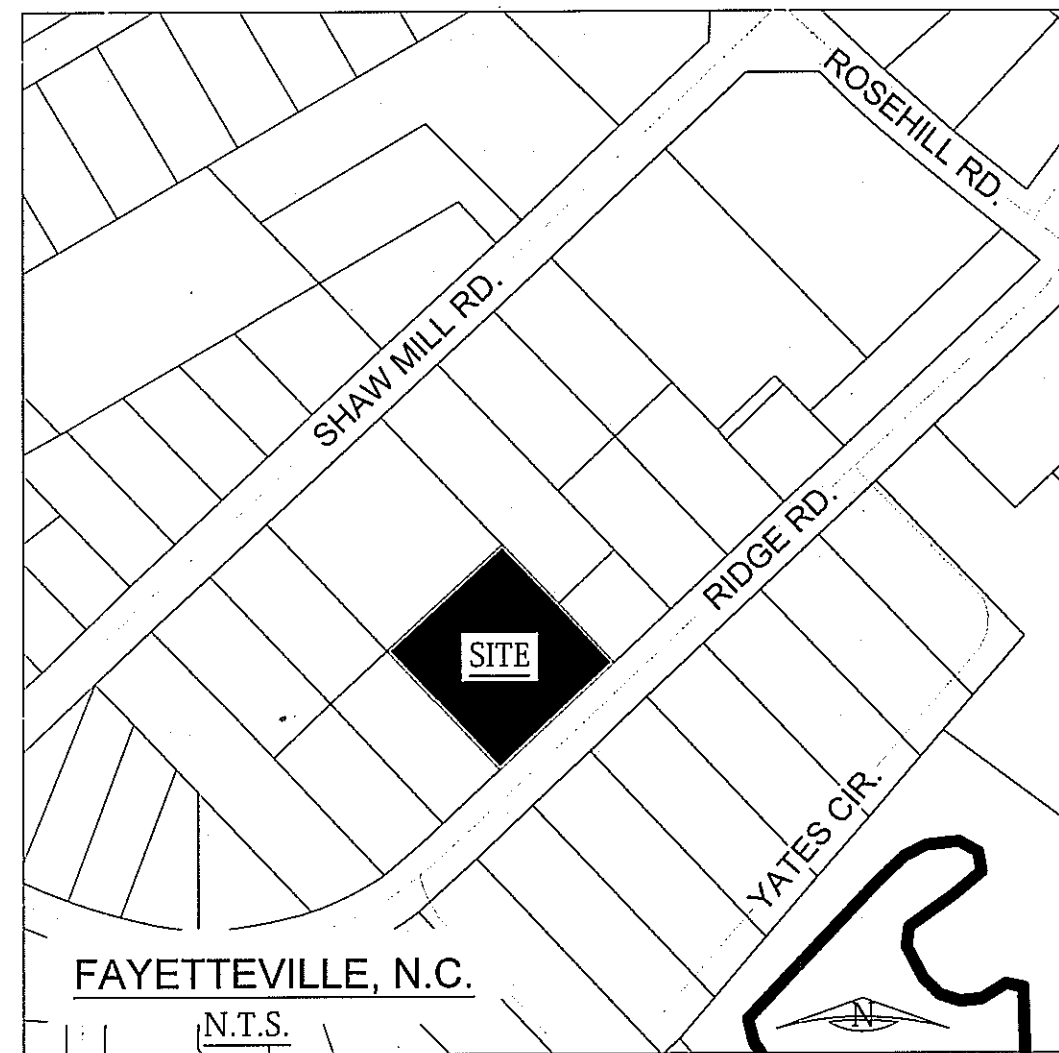 ROSEHILL RD.
SHAW MILL RD.
RIDGE RD.
SITE
YATES CIR.
FAYETTEVILLE, N.C.
N.T.S.
N